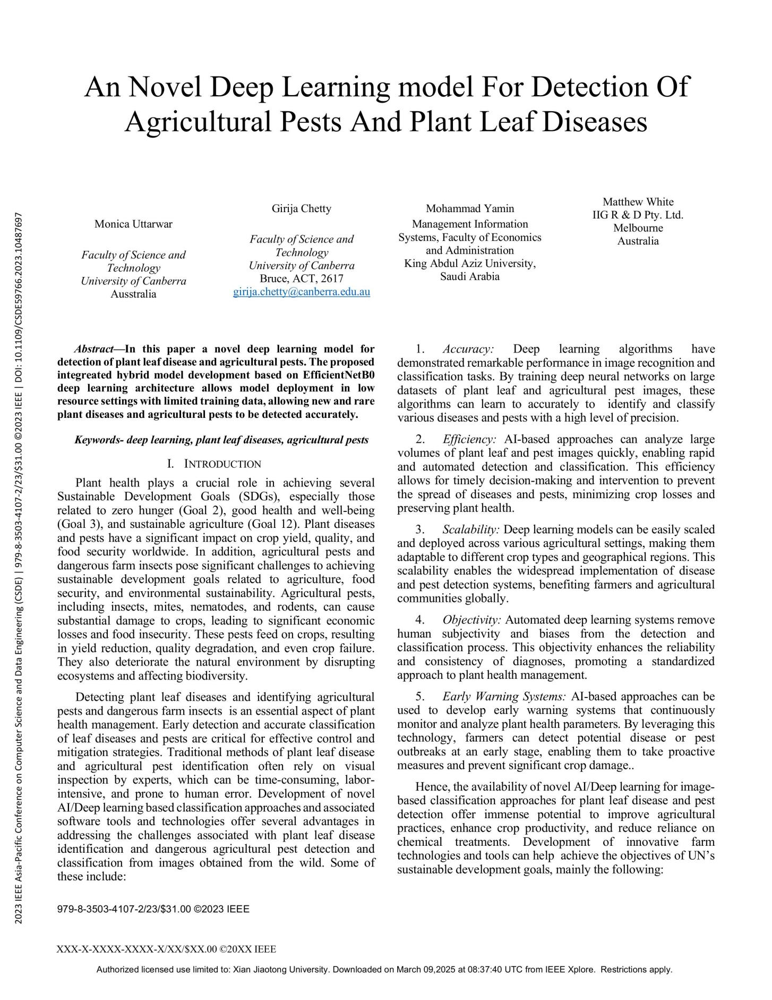 An Novel Deep Learning model For Detection Of
Agricultural Pests And Plant Leaf Diseases
Monica Uttarwar
Faculty of Science and
Technology
University of Canberra
Ausstralia
Girija Chetty
Faculty of Science and
Technology
University of Canberra
Bruce, ACT, 2617
girija.chetty@canberra.edu.au
Mohammad Yamin
Management Information
Systems, Faculty of Economics
and Administration
King Abdul Aziz University,
Saudi Arabia
Matthew White
IIG R & D Pty. Ltd.
Melbourne
Australia
Abstract—In this paper a novel deep learning model for
detection of plant leaf disease and agricultural pests. The proposed
integreated hybrid model development based on EfficientNetB0
deep learning architecture allows model deployment in low
resource settings with limited training data, allowing new and rare
plant diseases and agricultural pests to be detected accurately.
Keywords- deep learning, plant leaf diseases, agricultural pests
I. INTRODUCTION
Plant health plays a crucial role in achieving several
Sustainable Development Goals (SDGs), especially those
related to zero hunger (Goal 2), good health and well-being
(Goal 3), and sustainable agriculture (Goal 12). Plant diseases
and pests have a significant impact on crop yield, quality, and
food security worldwide. In addition, agricultural pests and
dangerous farm insects pose significant challenges to achieving
sustainable development goals related to agriculture, food
security, and environmental sustainability. Agricultural pests,
including insects, mites, nematodes, and rodents, can cause
substantial damage to crops, leading to significant economic
losses and food insecurity. These pests feed on crops, resulting
in yield reduction, quality degradation, and even crop failure.
They also deteriorate the natural environment by disrupting
ecosystems and affecting biodiversity.
Detecting plant leaf diseases and identifying agricultural
pests and dangerous farm insects is an essential aspect of plant
health management. Early detection and accurate classification
of leaf diseases and pests are critical for effective control and
mitigation strategies. Traditional methods of plant leaf disease
and agricultural pest identification often rely on visual
inspection by experts, which can be time-consuming, labor-
intensive, and prone to human error. Development of novel
AI/Deep learning based classification approaches and associated
software tools and technologies offer several advantages in
addressing the challenges associated with plant leaf disease
identification and dangerous agricultural pest detection and
classification from images obtained from the wild. Some of
these include:
1. Accuracy: Deep learning algorithms have
demonstrated remarkable performance in image recognition and
classification tasks. By training deep neural networks on large
datasets of plant leaf and agricultural pest images, these
algorithms can learn to accurately to identify and classify
various diseases and pests with a high level of precision.
2. Efficiency: AI-based approaches can analyze large
volumes of plant leaf and pest images quickly, enabling rapid
and automated detection and classification. This efficiency
allows for timely decision-making and intervention to prevent
the spread of diseases and pests, minimizing crop losses and
preserving plant health.
3. Scalability: Deep learning models can be easily scaled
and deployed across various agricultural settings, making them
adaptable to different crop types and geographical regions. This
scalability enables the widespread implementation of disease
and pest detection systems, benefiting farmers and agricultural
communities globally.
4. Objectivity: Automated deep learning systems remove
human subjectivity and biases from the detection and
classification process. This objectivity enhances the reliability
and consistency of diagnoses, promoting a standardized
approach to plant health management.
5. Early Warning Systems: AI-based approaches can be
used to develop early warning systems that continuously
monitor and analyze plant health parameters. By leveraging this
technology, farmers can detect potential disease or pest
outbreaks at an early stage, enabling them to take proactive
measures and prevent significant crop damage..
Hence, the availability of novel AI/Deep learning for image-
based classification approaches for plant leaf disease and pest
detection offer immense potential to improve agricultural
practices, enhance crop productivity, and reduce reliance on
chemical treatments. Development of innovative farm
technologies and tools can help achieve the objectives of UN’s
sustainable development goals, mainly the following:
979-8-3503-4107-2/23/$31.00 ©2023 IEEE
XXX-X-XXXX-XXXX-X/XX/$XX.00 ©20XX IEEE
Authorized licensed use limited to: Xian Jiaotong University. Downloaded on March 09,2025 at 08:37:40 UTC from IEEE Xplore. Restrictions apply.
2023 IEEE Asia-Pacific Conference on Computer Science and Data Engineering (CSDE) | 979-8-3503-4107-2/23/$31.00 ©2023 IEEE | DOI: 10.1109/CSDE59766.2023.10487697